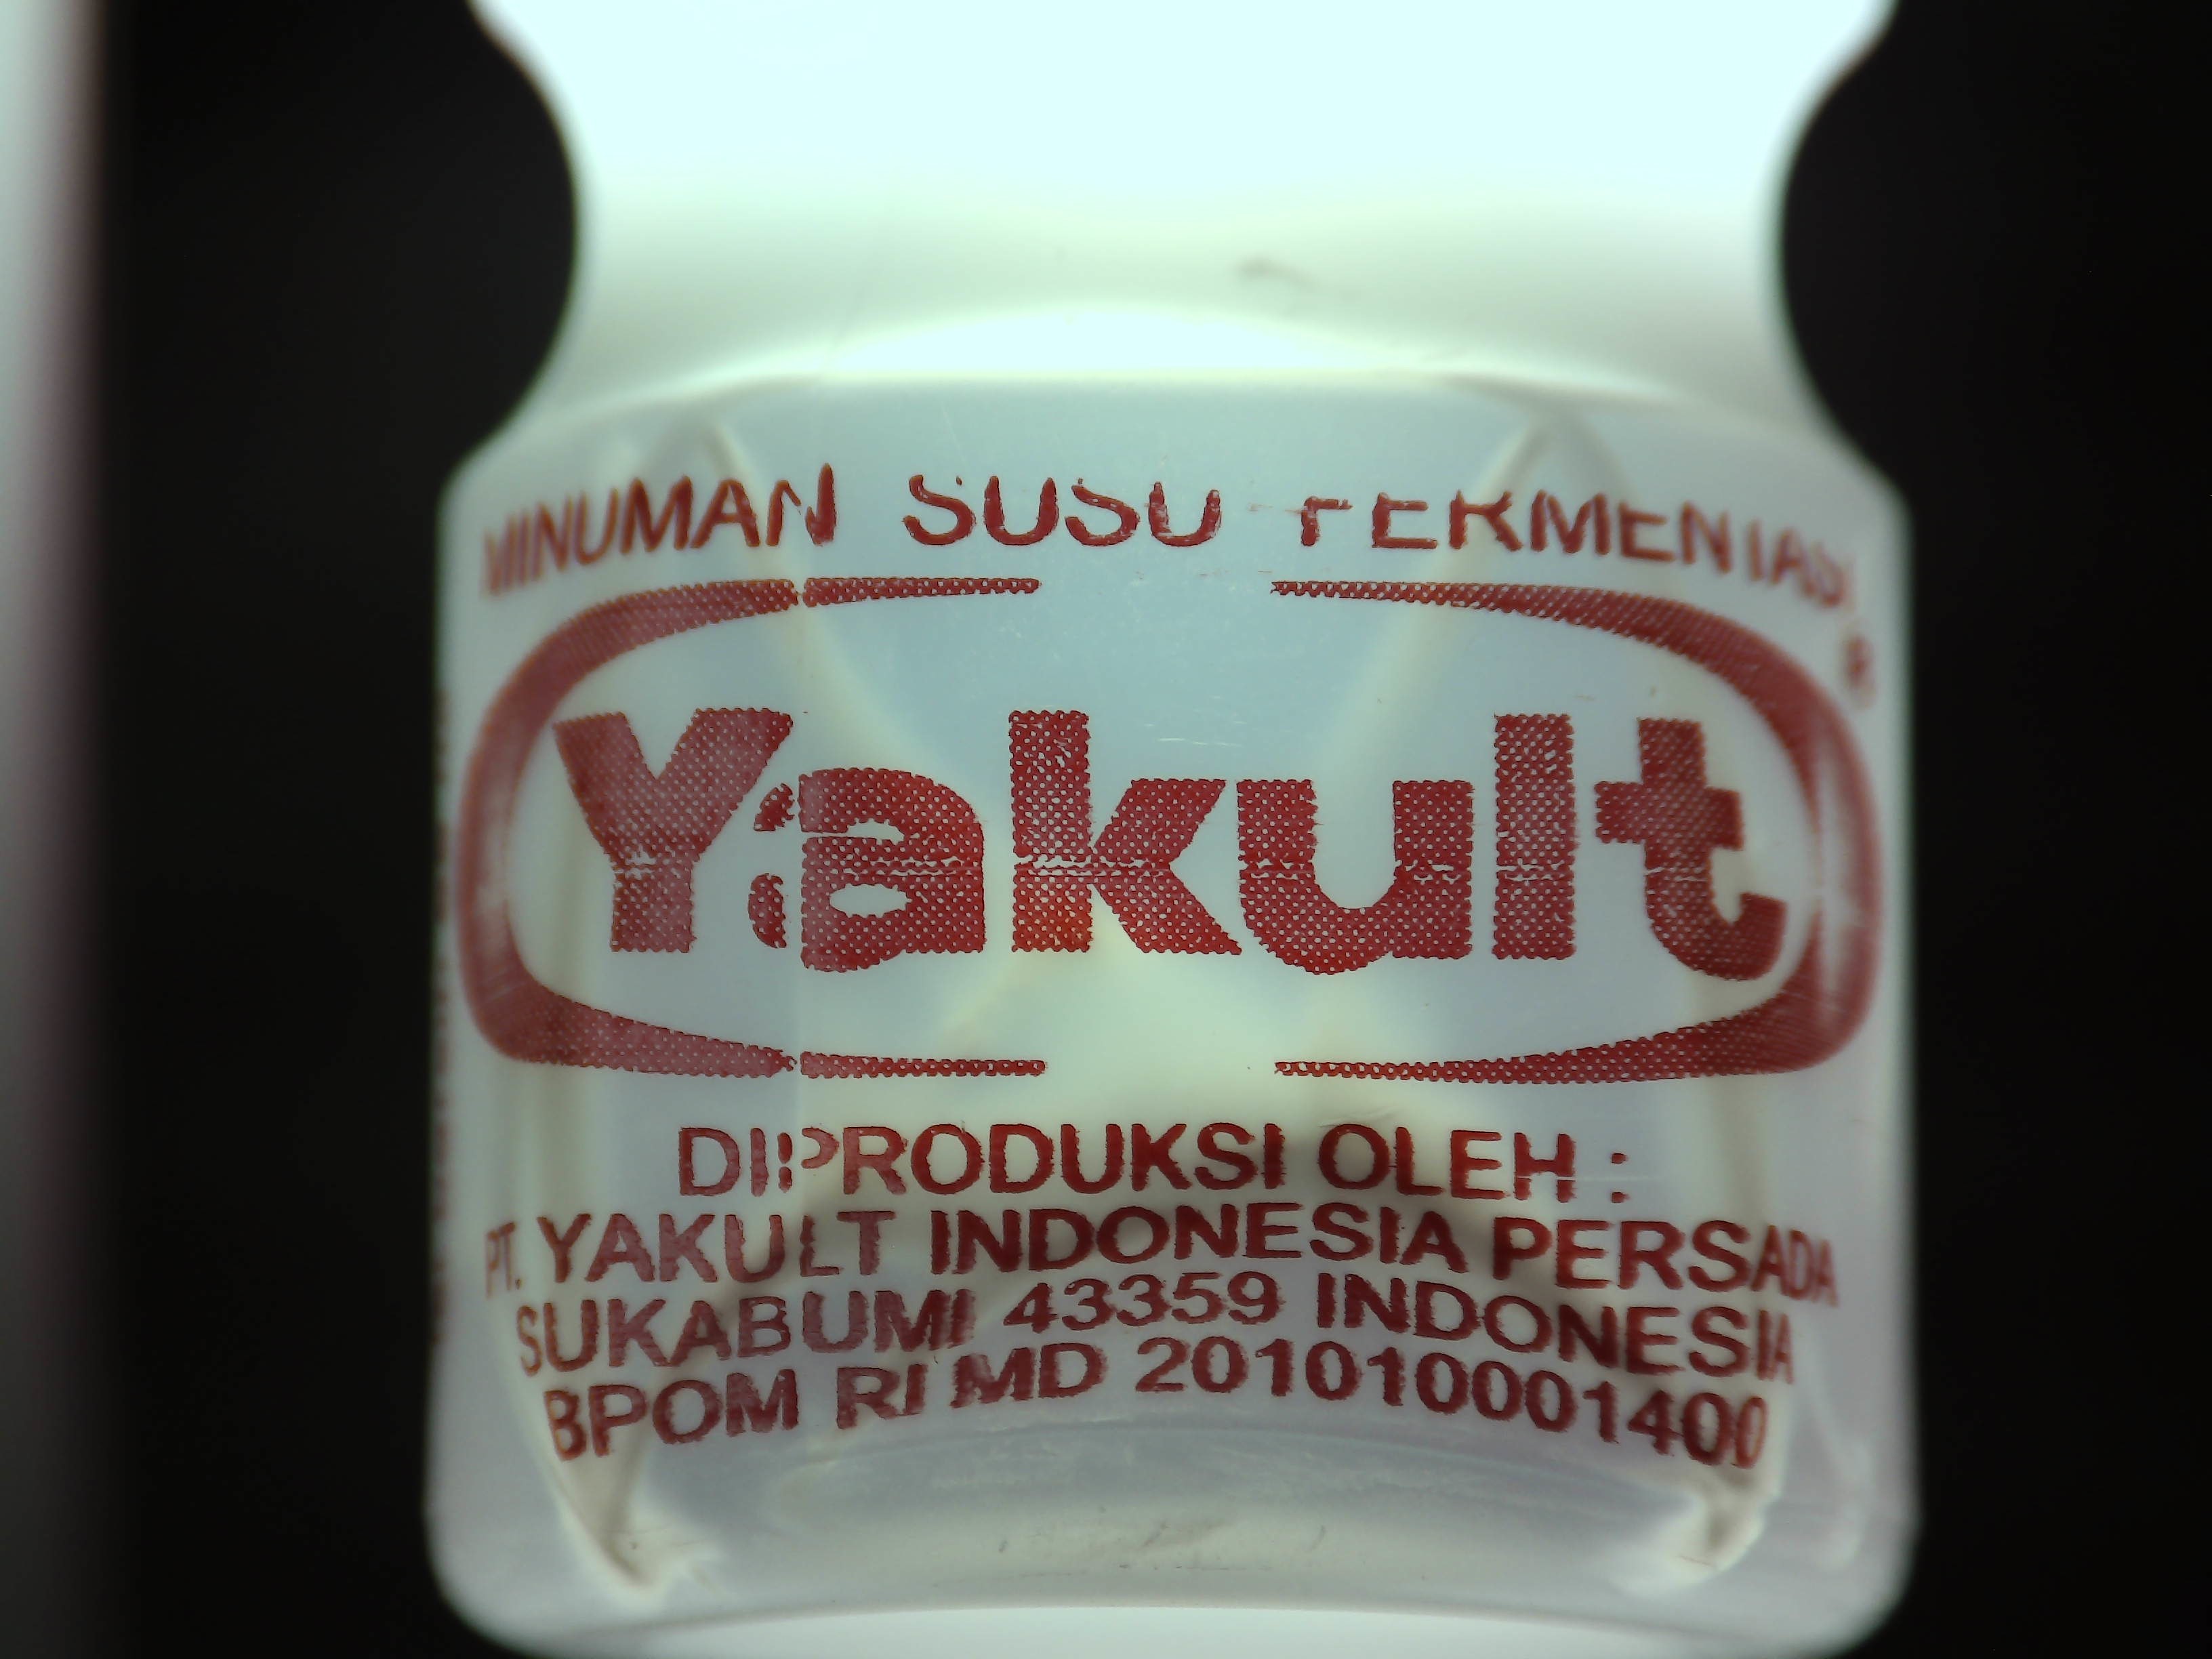 MINUMAN SUSU FERMENTASI
Yakult®
DIPRODUKSI OLEH :
PT. YAKULT INDONESIA PERSADA
SUKABUMI 43359 INDONESIA
BPOM RI MD 201010001400